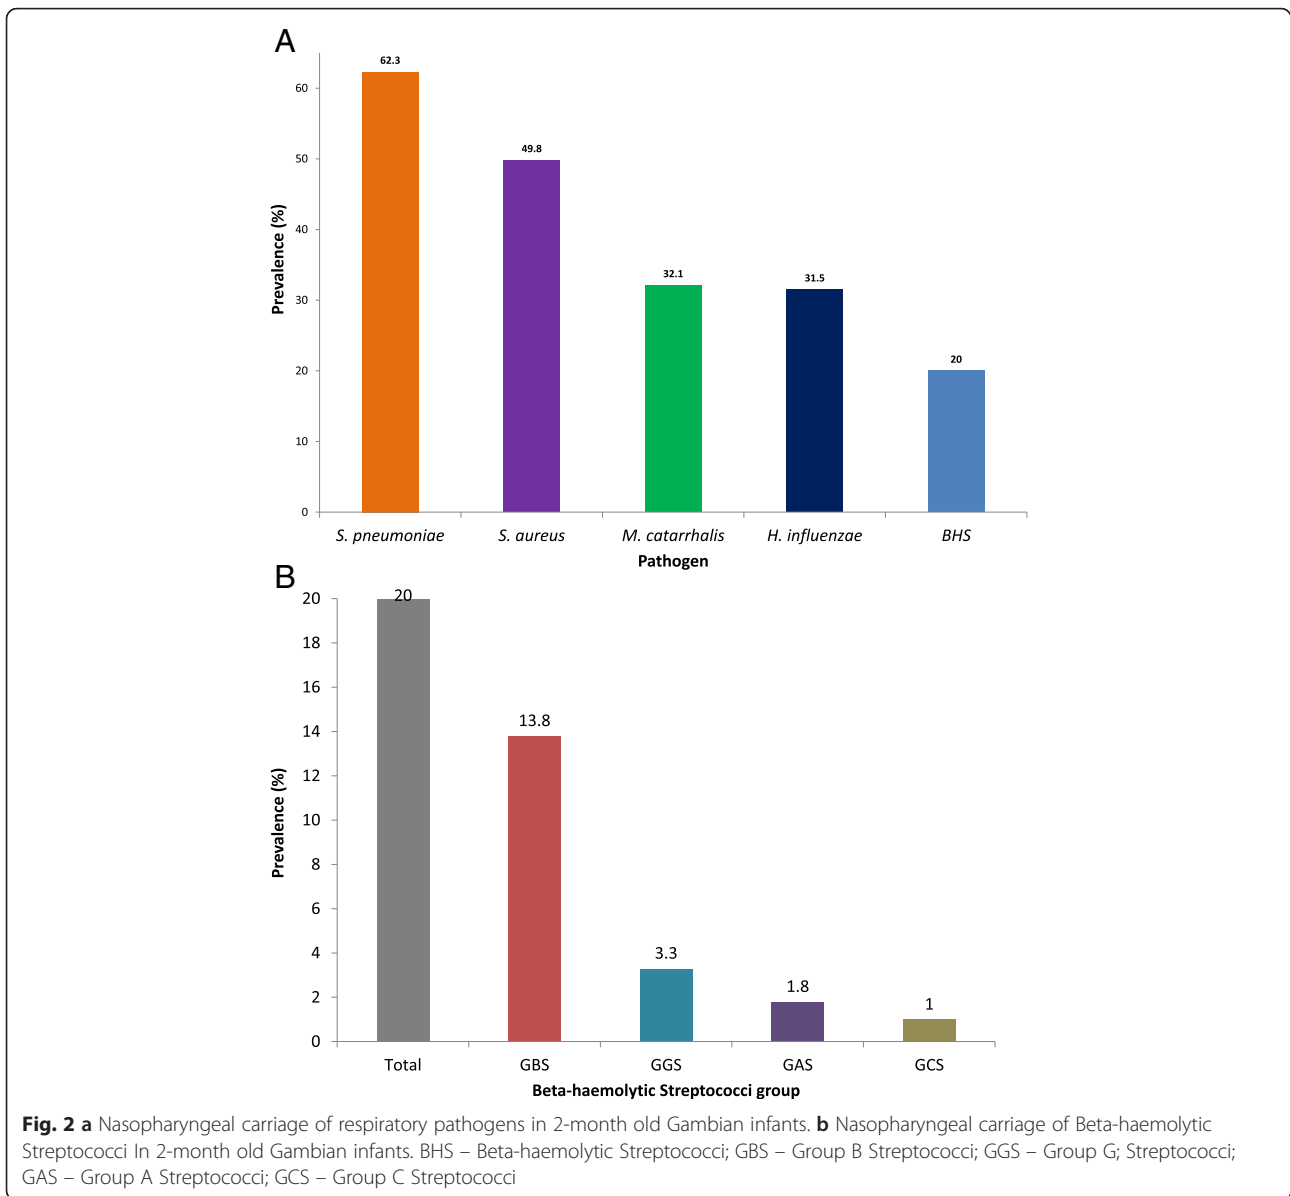 A
62.3
60
49.8
50
40
32.1
31.5
30
20
20
10
0
Prevalence (%)
S. pneumoniae S. aureus M. catarrhalis H. influenzae BHS
Pathogen
B
20
20
18
16
14
13.8
12
10
8
6
4
3.3
2
1.8
1
0
Prevalence (%)
Total GBS GGS GAS GCS
Beta-haemolytic Streptococci group
Fig. 2 a Nasopharyngeal carriage of respiratory pathogens in 2-month old Gambian infants. b Nasopharyngeal carriage of Beta-haemolytic
Streptococci In 2-month old Gambian infants. BHS – Beta-haemolytic Streptococci; GBS – Group B Streptococci; GGS – Group G; Streptococci;
GAS – Group A Streptococci; GCS – Group C Streptococci